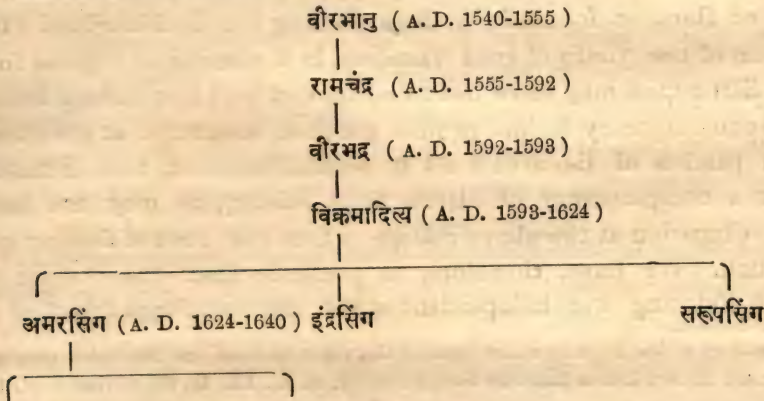 वीरभानु ( A. D. 1540-1555)
रामचंद्र ( A. D. 1555-1592)
वीरभद्र ( A. D. 1592-1593)
विक्रमादित्य ( A. D. 1593-1624)
अमरसिंग ( A. D. 1624-1640) इंद्रसिंग सरूपसिंग